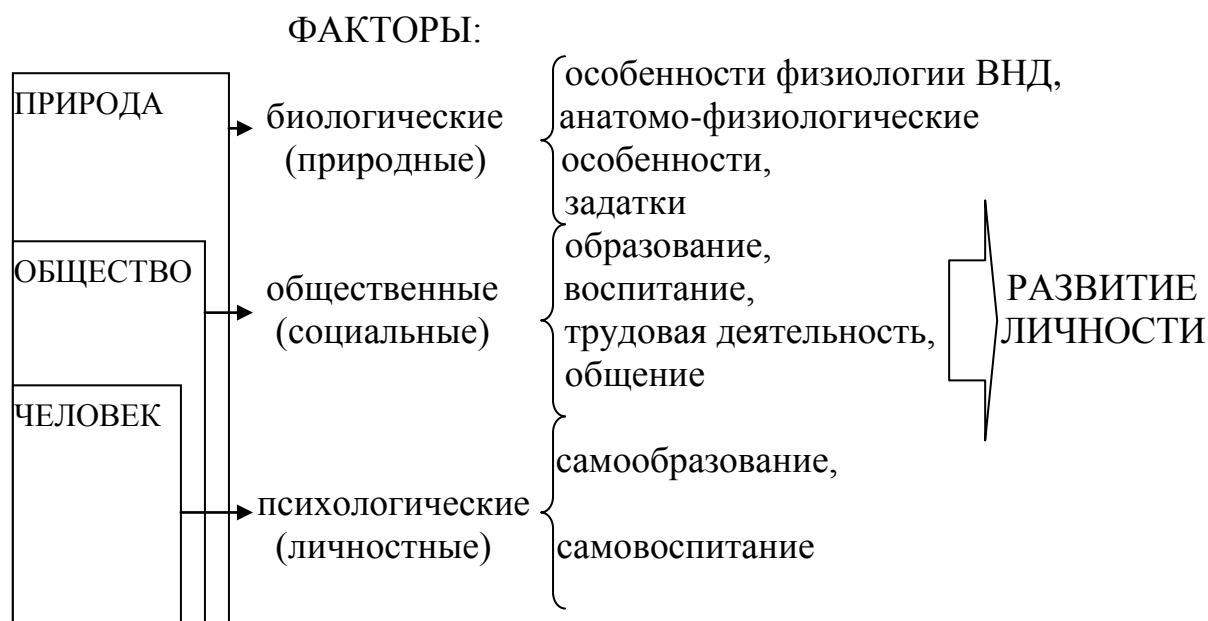 ФАКТОРЫ:
ПРИРОДА
биологические
(природные)
особенности физиологии ВНД,
анатомо-физиологические
особенности,
задатки
ОБЩЕСТВО
общественные
(социальные)
образование,
воспитание,
трудовая деятельность,
общение
ЧЕЛОВЕК
психологические
(личностные)
самообразование,
самовоспитание
РАЗВИТИЕ
ЛИЧНОСТИ